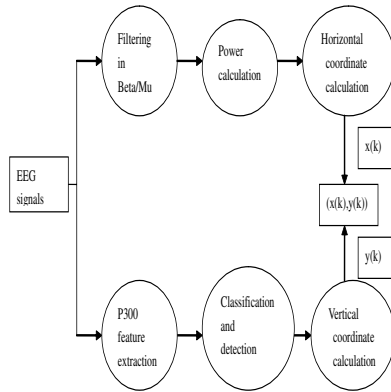 Filtering
in
Beta/Mu
Power
calculation
Horizontal
coordinate
calculation
x(k)
EEG
signals
(x(k),y(k))
y(k)
P300
feature
extraction
Classification
and
detection
Vertical
coordinate
calculation